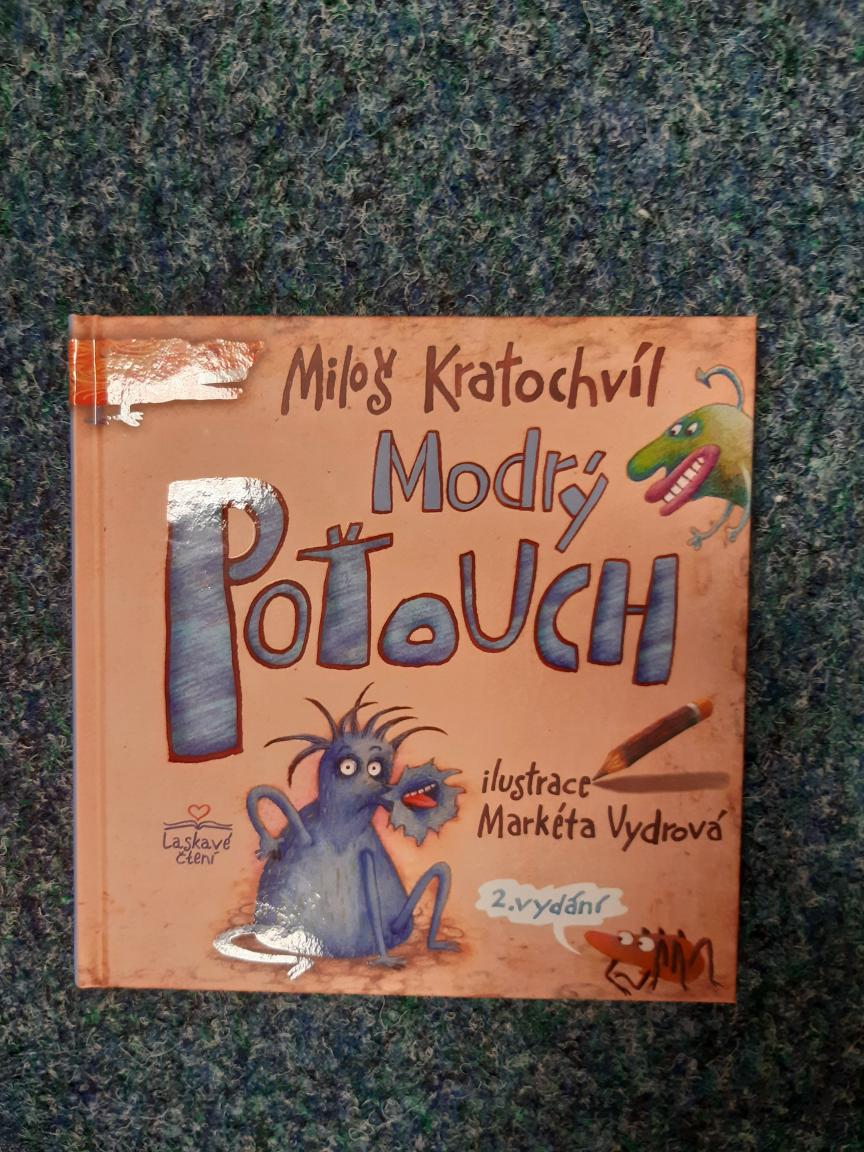 Miloš Kratochvíl
Modrý
Poťouch
ilustrace
Markéta Vydrová
Laskavé
čtení
2. vydání